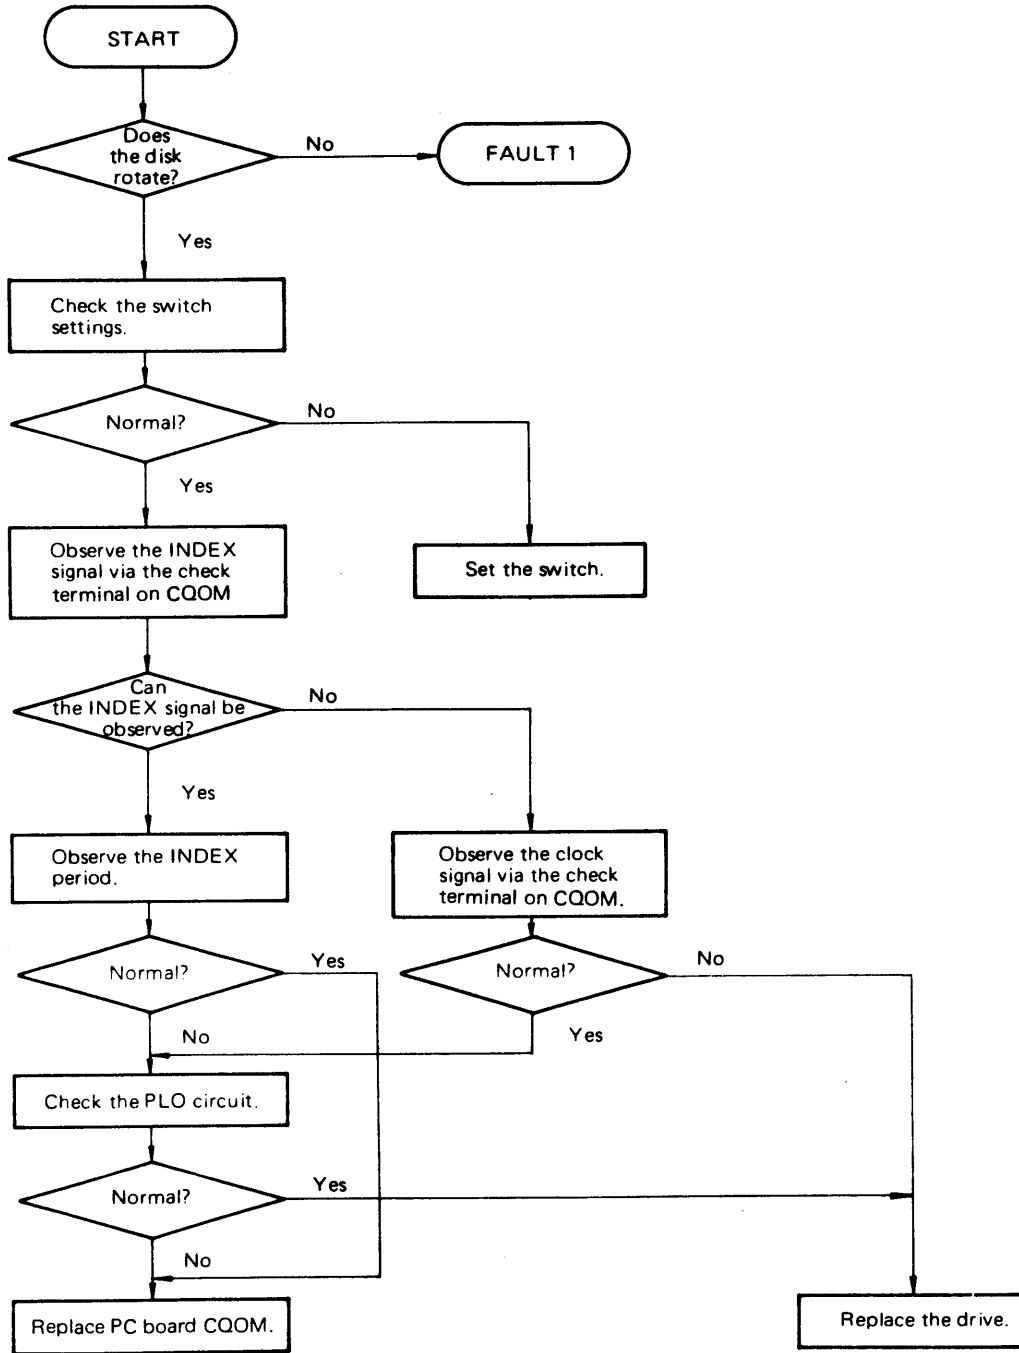 START
Does
the disk
rotate?
No
FAULT 1
Yes
Check the switch
settings.
Normal?
No
Yes
Observe the INDEX
signal via the check
terminal on CQOM
Set the switch.
Can
the INDEX signal be
observed?
No
Yes
Observe the INDEX
period.
Observe the clock
signal via the check
terminal on CQOM.
Normal?
Yes
Normal?
No
No
Yes
Check the PLO circuit.
Normal?
Yes
No
Replace PC board CQOM.
Replace the drive.